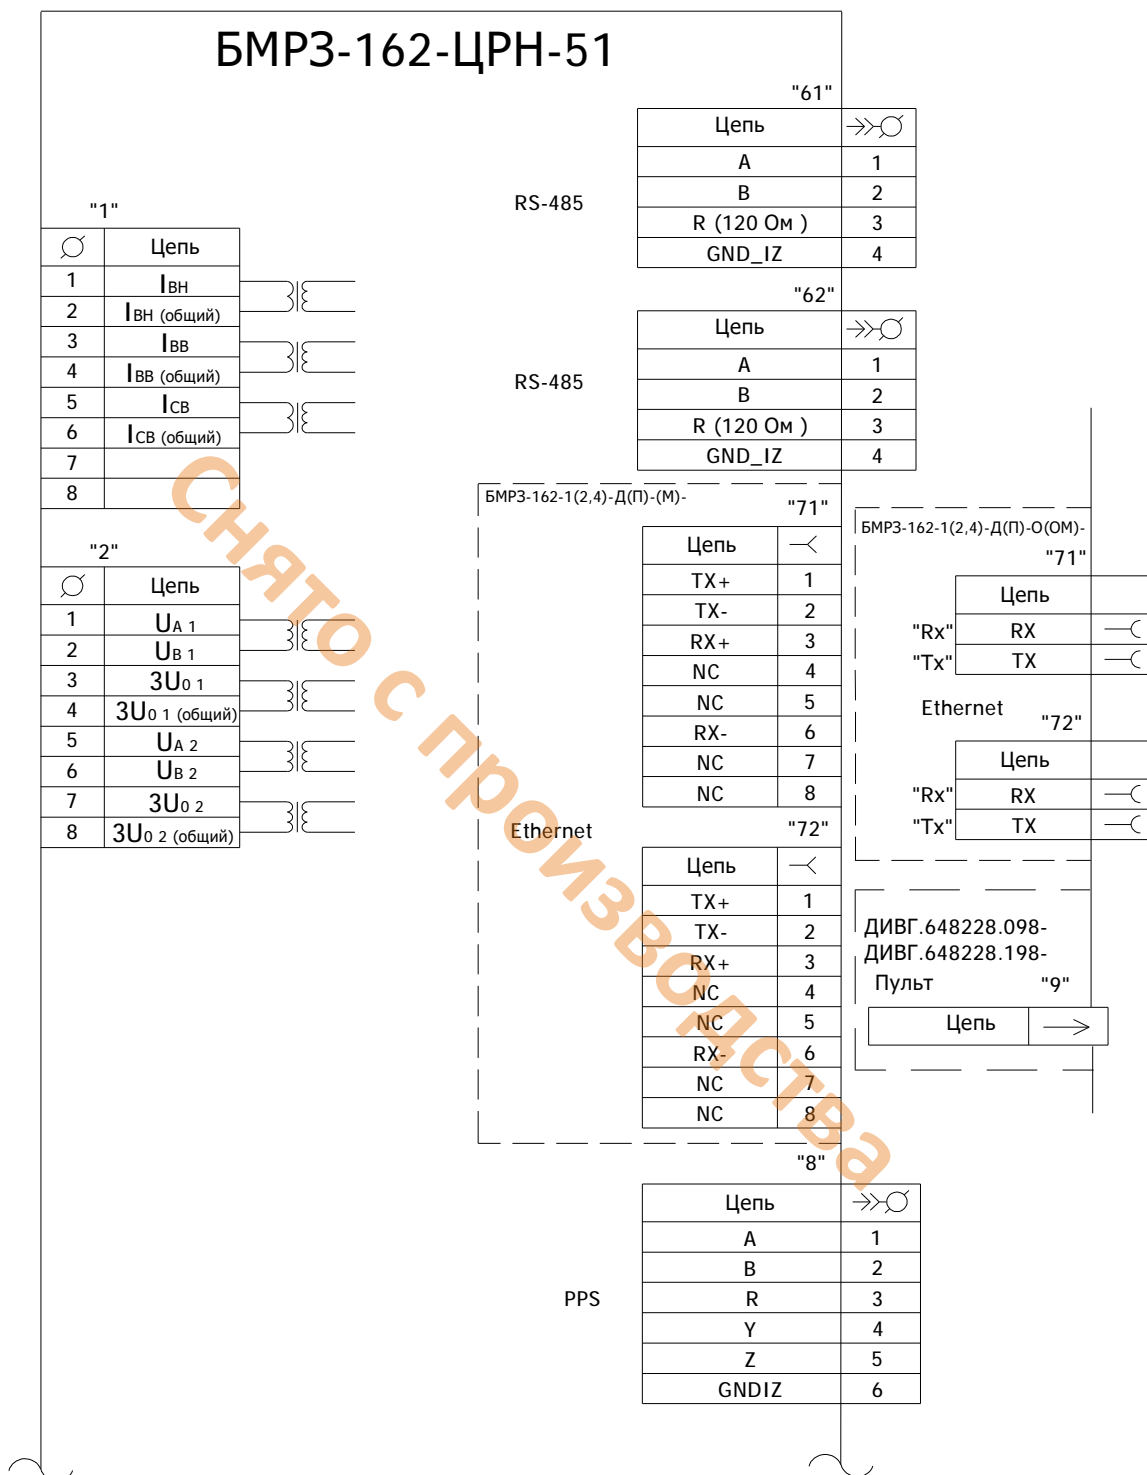 БМРЗ-162-ЦРН-51
"1"
Цепь
1 IВН
2 IВН (общий)
3 IВВ
4 IВВ (общий)
5 IСВ
6 IСВ (общий)
7
8
"2"
Цепь
1 UА 1
2 UВ 1
3 3U0 1
4 3U0 1 (общий)
5 UА 2
6 UВ 2
7 3U0 2
8 3U0 2 (общий)
"61"
RS-485
Цепь
A 1
B 2
R (120 Ом ) 3
GND_IZ 4
"62"
RS-485
Цепь
A 1
B 2
R (120 Ом ) 3
GND_IZ 4
БМРЗ-162-1(2,4)-Д(П)-(М)-
"71"
Цепь
TX+ 1
TX- 2
RX+ 3
NC 4
NC 5
RX- 6
NC 7
NC 8
Ethernet
"72"
Цепь
TX+ 1
TX- 2
RX+ 3
NC 4
NC 5
RX- 6
NC 7
NC 8
БМРЗ-162-1(2,4)-Д(П)-О(ОМ)-
"71"
Цепь
"Rx" RX
"Tx" TX
Ethernet
"72"
Цепь
"Rx" RX
"Tx" TX
ДИВГ.648228.098-
ДИВГ.648228.198-
Пульт "9"
Цепь
"8"
PPS
Цепь
A 1
B 2
R 3
Y 4
Z 5
GNDIZ 6
Снято с производства